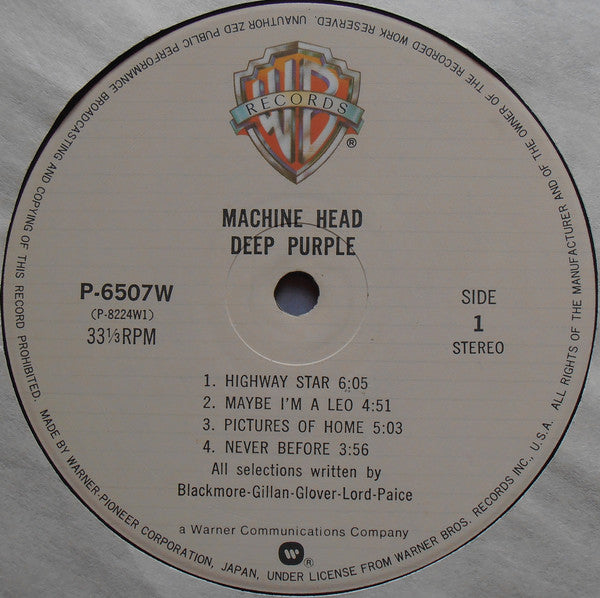 WB
RECORDS
®
MACHINE HEAD
DEEP PURPLE
P-6507W
(P-8224W1)
33⅓RPM
SIDE
1
STEREO
1. HIGHWAY STAR 6:05
2. MAYBE I'M A LEO 4:51
3. PICTURES OF HOME 5:03
4. NEVER BEFORE 3:56
All selections written by
Blackmore-Gillan-Glover-Lord-Paice
a Warner Communications Company
®
MADE BY WARNER-PIONEER CORPORATION, JAPAN, UNDER LICENSE FROM WARNER BROS. RECORDS INC., U.S.A. ALL RIGHTS OF THE MANUFACTURER AND OF THE OWNER OF THE RECORDED WORK RESERVED. UNAUTHORIZED PUBLIC PERFORMANCE BROADCASTING AND COPYING OF THIS RECORD PROHIBITED.